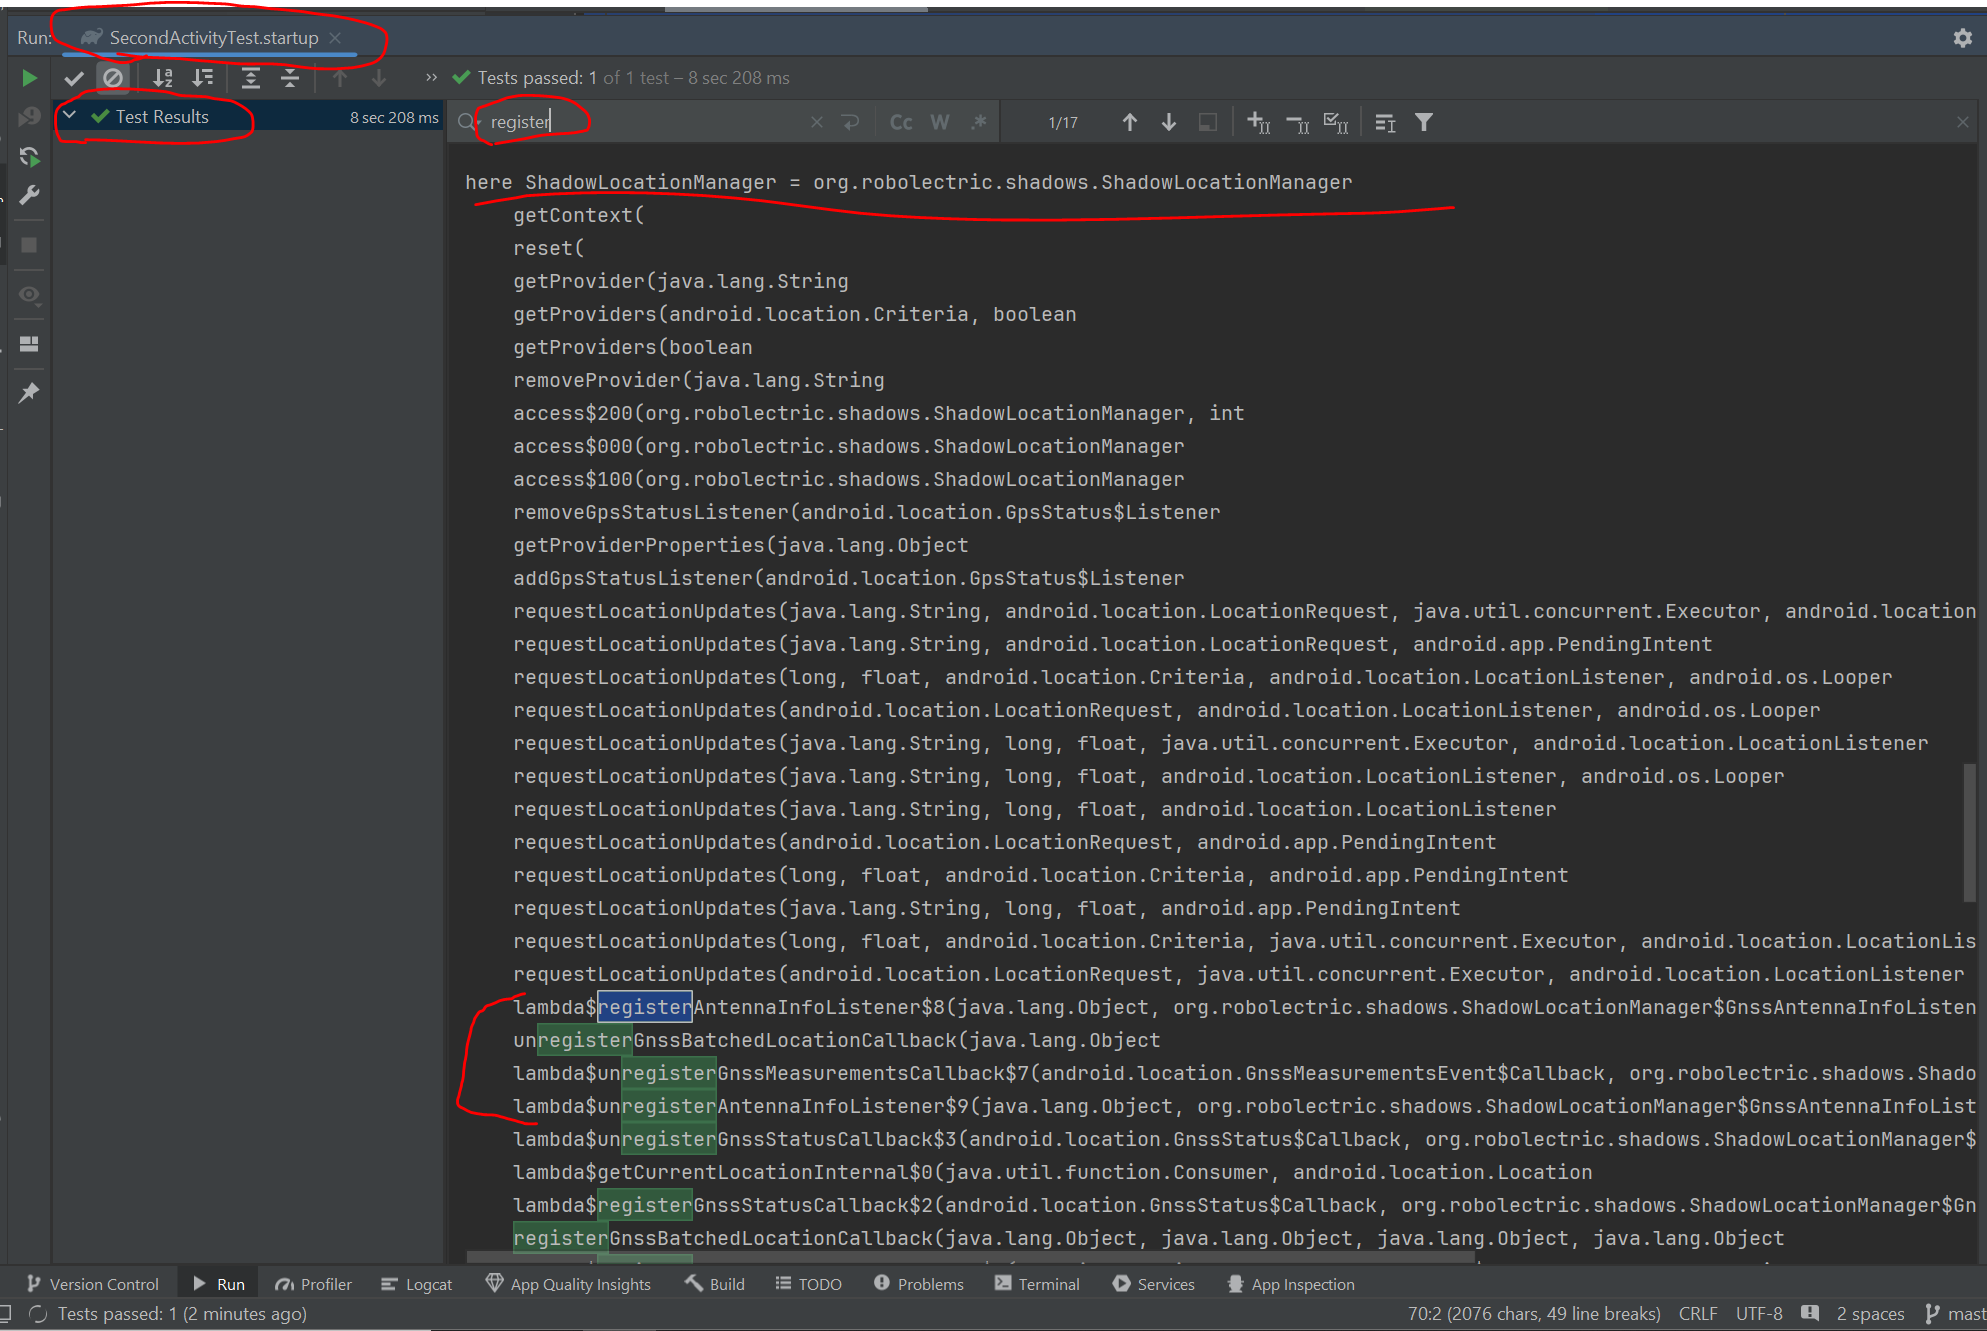 Run: SecondActivityTest.startup
Tests passed: 1 of 1 test – 8 sec 208 ms
Test Results 8 sec 208 ms
register Cc W .* 1/17
here ShadowLocationManager = org.robolectric.shadows.ShadowLocationManager
getContext(
reset(
getProvider(java.lang.String
getProviders(android.location.Criteria, boolean
getProviders(boolean
removeProvider(java.lang.String
access$200(org.robolectric.shadows.ShadowLocationManager, int
access$000(org.robolectric.shadows.ShadowLocationManager
access$100(org.robolectric.shadows.ShadowLocationManager
removeGpsStatusListener(android.location.GpsStatus$Listener
getProviderProperties(java.lang.Object
addGpsStatusListener(android.location.GpsStatus$Listener
requestLocationUpdates(java.lang.String, android.location.LocationRequest, java.util.concurrent.Executor, android.location
requestLocationUpdates(java.lang.String, android.location.LocationRequest, android.app.PendingIntent
requestLocationUpdates(long, float, android.location.Criteria, android.location.LocationListener, android.os.Looper
requestLocationUpdates(android.location.LocationRequest, android.location.LocationListener, android.os.Looper
requestLocationUpdates(java.lang.String, long, float, java.util.concurrent.Executor, android.location.LocationListener
requestLocationUpdates(java.lang.String, long, float, android.location.LocationListener, android.os.Looper
requestLocationUpdates(java.lang.String, long, float, android.location.LocationListener
requestLocationUpdates(android.location.LocationRequest, android.app.PendingIntent
requestLocationUpdates(long, float, android.location.Criteria, android.app.PendingIntent
requestLocationUpdates(java.lang.String, long, float, android.app.PendingIntent
requestLocationUpdates(long, float, android.location.Criteria, java.util.concurrent.Executor, android.location.LocationLis
requestLocationUpdates(android.location.LocationRequest, java.util.concurrent.Executor, android.location.LocationListener
lambda$registerAntennaInfoListener$8(java.lang.Object, org.robolectric.shadows.ShadowLocationManager$GnssAntennaInfoListen
unregisterGnssBatchedLocationCallback(java.lang.Object
lambda$unregisterGnssMeasurementsCallback$7(android.location.GnssMeasurementsEvent$Callback, org.robolectric.shadows.Shado
lambda$unregisterAntennaInfoListener$9(java.lang.Object, org.robolectric.shadows.ShadowLocationManager$GnssAntennaInfoList
lambda$unregisterGnssStatusCallback$3(android.location.GnssStatus$Callback, org.robolectric.shadows.ShadowLocationManager$
lambda$getCurrentLocationInternal$0(java.util.function.Consumer, android.location.Location
lambda$registerGnssStatusCallback$2(android.location.GnssStatus$Callback, org.robolectric.shadows.ShadowLocationManager$Gn
registerGnssBatchedLocationCallback(java.lang.Object, java.lang.Object, java.lang.Object, java.lang.Object
Version Control Run Profiler Logcat App Quality Insights Build TODO Problems Terminal Services App Inspection
Tests passed: 1 (2 minutes ago) 70:2 (2076 chars, 49 line breaks) CRLF UTF-8 2 spaces mast